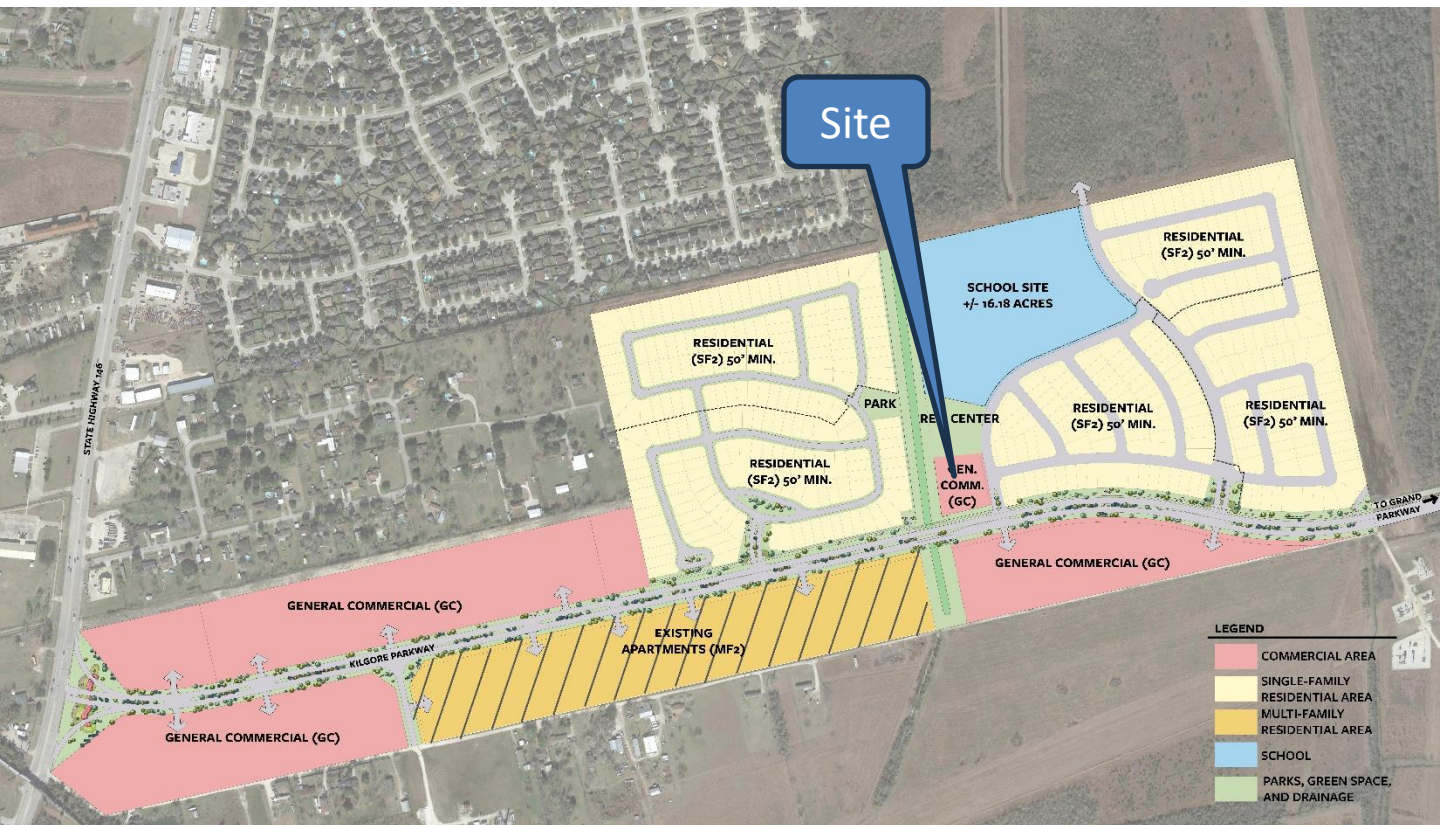 Site
RESIDENTIAL
(SF2) 50' MIN.
SCHOOL SITE
+/- 16.18 ACRES
RESIDENTIAL
(SF2) 50' MIN.
STATE HIGHWAY 146
PARK
CENTER
RESIDENTIAL
(SF2) 50' MIN.
RESIDENTIAL
(SF2) 50' MIN.
RESIDENTIAL
(SF2) 50' MIN.
COMM.
(GC)
TO GRAND
PARKWAY
GENERAL COMMERCIAL (GC)
GENERAL COMMERCIAL (GC)
EXISTING
APARTMENTS (MF2)
KILGORE PARKWAY
GENERAL COMMERCIAL (GC)
LEGEND
COMMERCIAL AREA
SINGLE-FAMILY
RESIDENTIAL AREA
MULTI-FAMILY
RESIDENTIAL AREA
SCHOOL
PARKS, GREEN SPACE,
AND DRAINAGE